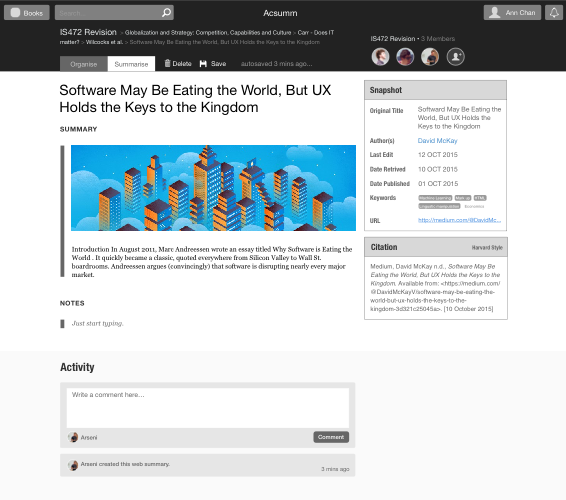 Books
Search...
Acsumm
Ann Chan
IS472 Revision > Globalization and Strategy: Competition, Capabilities and Culture > Carr - Does IT
matter? > Wilcocks et al. > Software May Be Eating the World, But UX Holds the Keys to the Kingdom
IS472 Revision • 3 Members
Organise
Summarise
Delete
Save
autosaved 3 mins ago...
Software May Be Eating the World, But UX
Holds the Keys to the Kingdom
SUMMARY
Introduction In August 2011, Marc Andreessen wrote an essay titled Why Software is Eating the
World . It quickly became a classic, quoted everywhere from Silicon Valley to Wall St.
boardrooms. Andreessen argues (convincingly) that software is disrupting nearly every major
market.
NOTES
Just start typing.
Snapshot
Original Title
Softward May Be Eating the
World, But UX Holds the
Keys to the Kingdom
Author(s)
David McKay
Last Edit
12 OCT 2015
Date Retrived
10 OCT 2015
Date Published
01 OCT 2015
Keywords
Machine Learning
HTML
Economics
URL
http://medium.com/@DavidMc...
Citation
Harvard Style
Medium, David McKay n.d., Software May Be
Eating the World, But UX Holds the Keys to the
Kingdom. Available from: <https://medium.com/
@DavidMcKayV/software-may-be-eating-the-
world-but-ux-holds-the-keys-to-the-
kingdom-3d321c25045a>. [10 October 2015]
Activity
Write a comment here...
Arseni
Comment
Arseni created this web summary.
3 mins ago